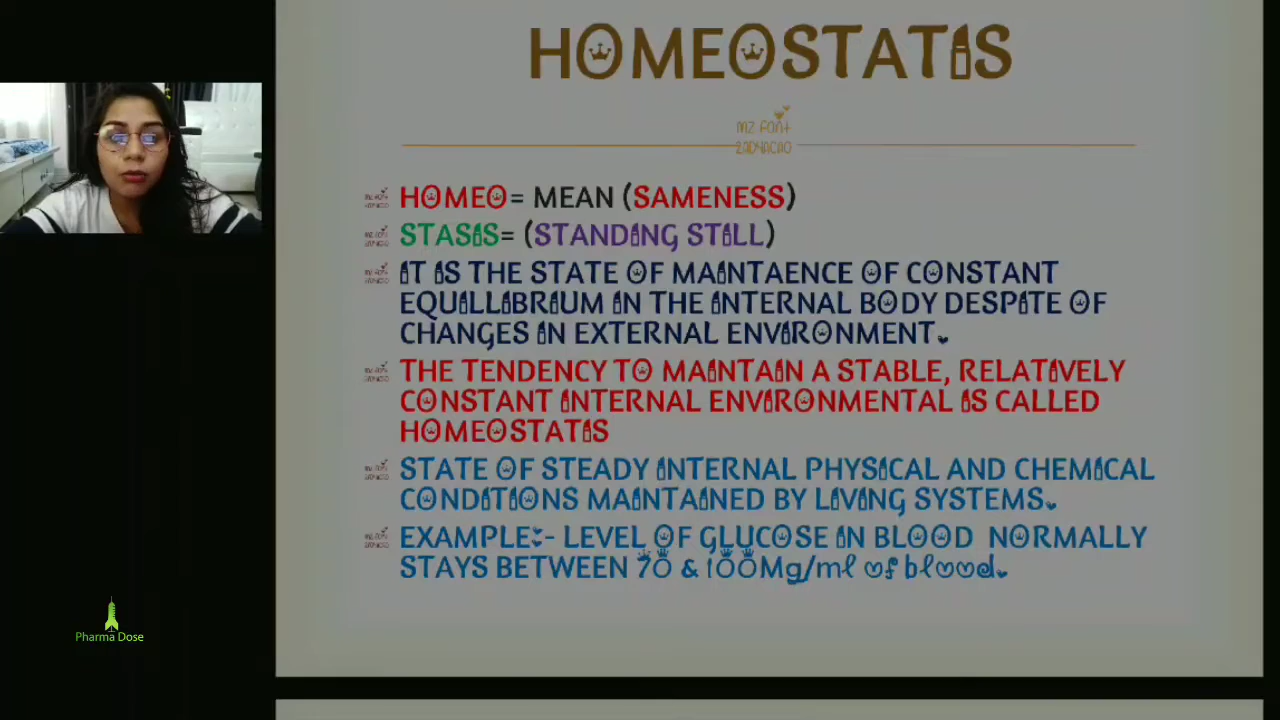 HOMEOSTATIS
MZ font
ZADYACAO
HOMEO= MEAN (SAMENESS)
STASIS= (STANDING STILL)
IT IS THE STATE OF MAINTAENCE OF CONSTANT
EQUILLIBRIUM IN THE INTERNAL BODY DESPITE OF
CHANGES IN EXTERNAL ENVIRONMENT.
THE TENDENCY TO MAINTAIN A STABLE, RELATIVELY
CONSTANT INTERNAL ENVIRONMENTAL IS CALLED
HOMEOSTATIS
STATE OF STEADY INTERNAL PHYSICAL AND CHEMICAL
CONDITIONS MAINTAINED BY LIVING SYSTEMS.
EXAMPLE:- LEVEL OF GLUCOSE IN BLOOD NORMALLY
STAYS BETWEEN 70 & 100Mg/ml of blood.
Pharma Dose